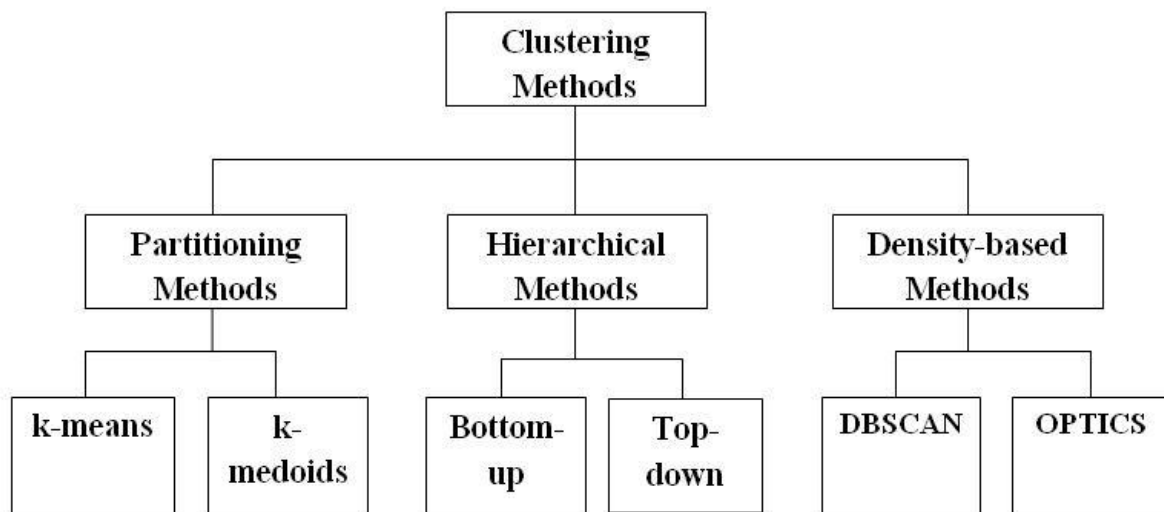 Clustering
Methods
Partitioning
Methods
Hierarchical
Methods
Density-based
Methods
k-means
k-
medoids
Bottom-
up
Top-
down
DBSCAN
OPTICS